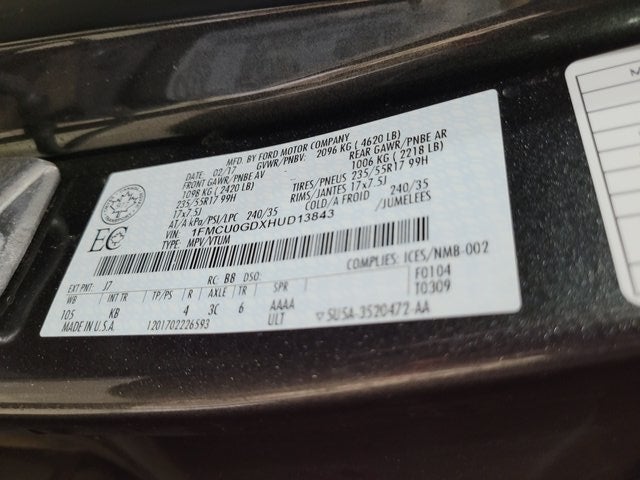 MFD. BY FORD MOTOR COMPANY
DATE: 02/17 GVWR/PNBV: 2096 KG ( 4620 LB)
FRONT GAWR/PNBE AV REAR GAWR/PNBE AR
1098 KG (2420 LB) 1006 KG ( 2218 LB)
235/55R17 99H TIRES/PNEUS 235/55R17 99H
17x7.5J RIMS/JANTES 17x7.5J
AT/A kPa/PSI/LPC 240/35 COLD/A FROID 240/35
VIN: 1FMCU0GDXHUD13843 /JUMELEES
TYPE: MPV/VTUM
EC
COMPLIES: ICES/NMB-002
EXT PNT: J7 RC: B8 DSO: F0104
WB INT TR TP/PS R AXLE TR SPR T0309
105 KB 4 3C 6 AAAA
MADE IN U.S.A. 1201702226593 ULT ▽ SU5A-3520472-AA